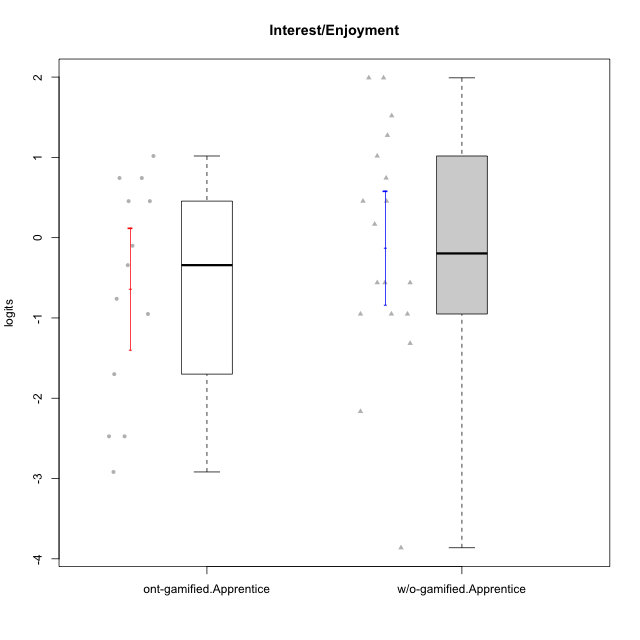 Interest/Enjoyment
logits
2
1
0
-1
-2
-3
-4
ont-gamified.Apprentice
w/o-gamified.Apprentice